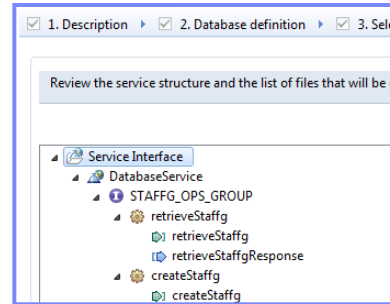 1. Description 2. Database definition 3. Sel
Review the service structure and the list of files that will be
Service Interface
DatabaseService
STAFFG_OPS_GROUP
retrieveStaffg
retrieveStaffg
retrieveStaffgResponse
createStaffg
createStaffg